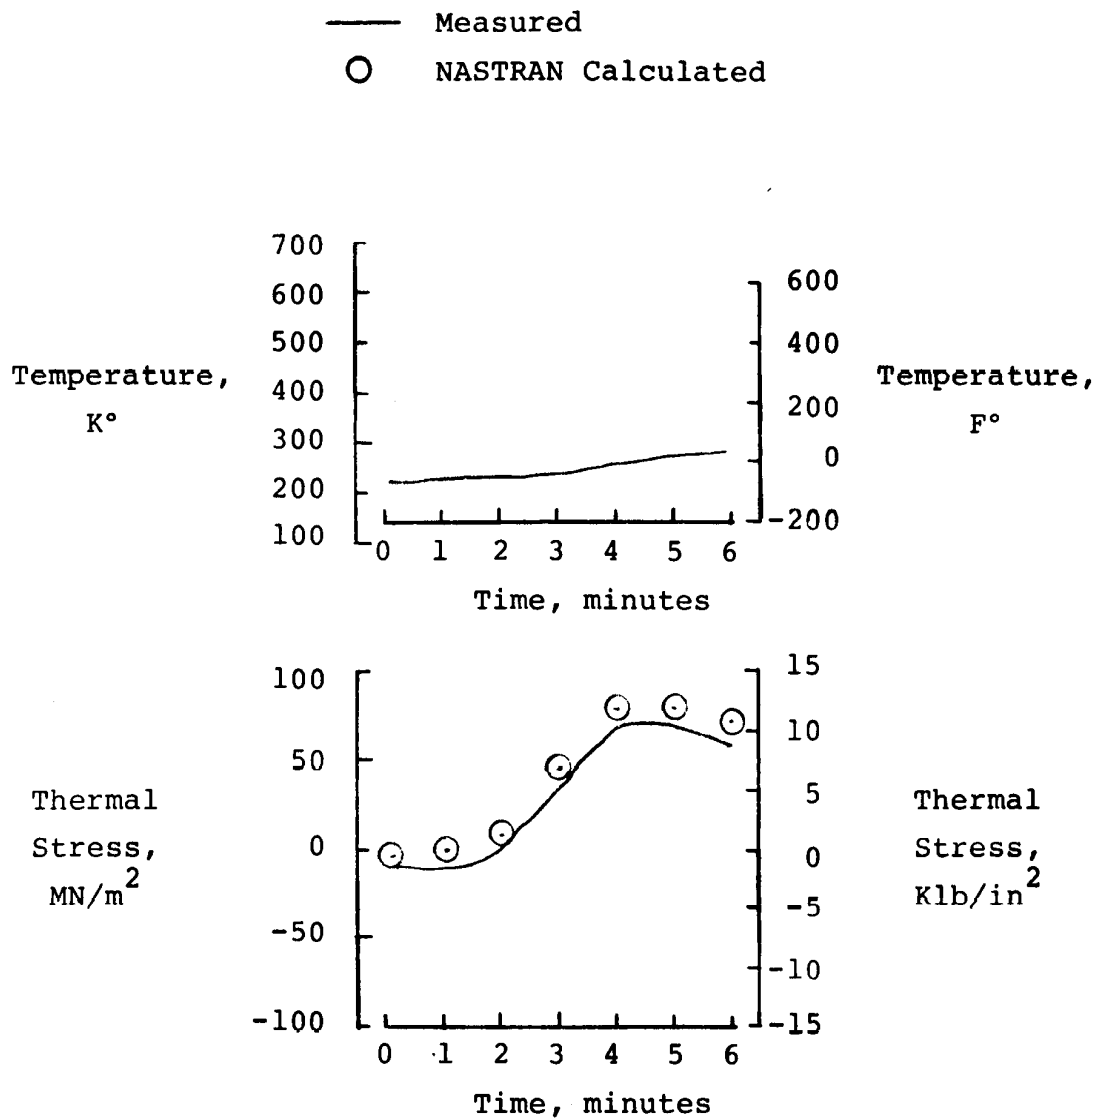 Measured
NASTRAN Calculated
700
600
500
400
300
200
100
Temperature,
K°
600
400
200
0
-200
Temperature,
F°
0 1 2 3 4 5 6
Time, minutes
100
50
0
-50
-100
Thermal
Stress,
MN/m²
15
10
5
0
-5
-10
-15
Thermal
Stress,
Klb/in²
0 1 2 3 4 5 6
Time, minutes